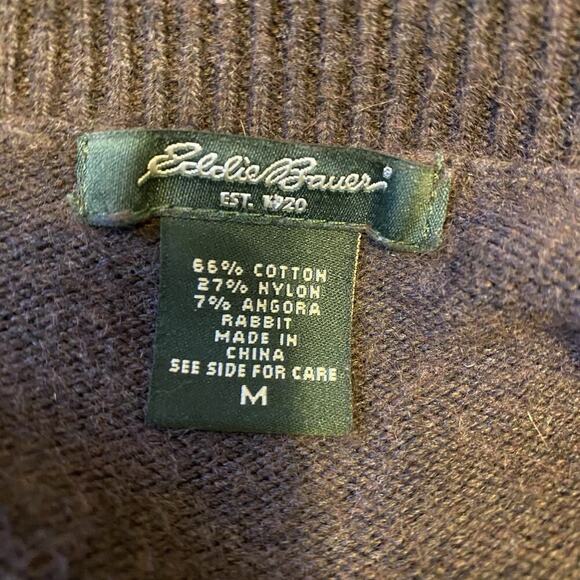 Eddie Bauer®
EST. 1920
66% COTTON
27% NYLON
7% ANGORA
RABBIT
MADE IN
CHINA
SEE SIDE FOR CARE
M